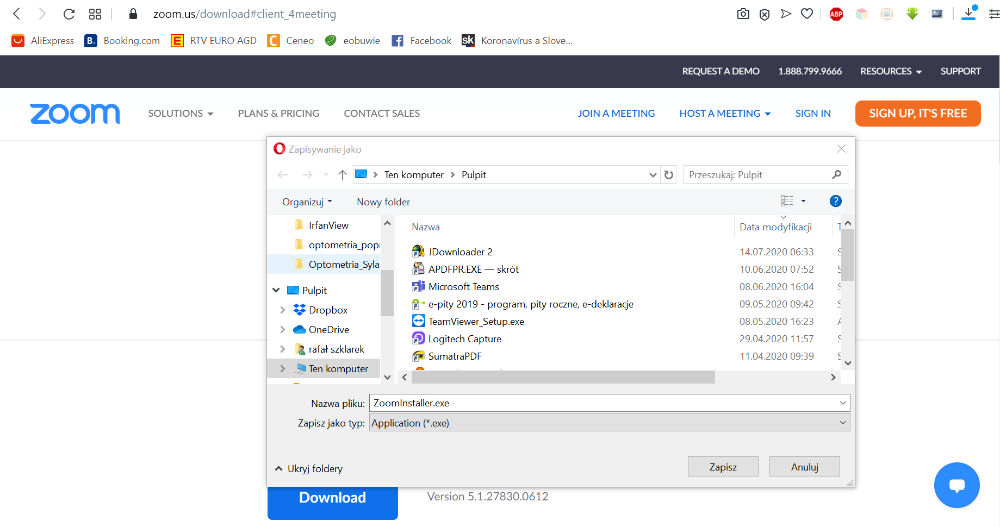 zoom.us/download#client_4meeting
ABP
AliExpress B. Booking.com E RTV EURO AGD C Ceneo eobuwie f Facebook sk Koronavírus a Slove...
REQUEST A DEMO 1.888.799.9666 RESOURCES SUPPORT
zoom SOLUTIONS PLANS & PRICING CONTACT SALES JOIN A MEETING HOST A MEETING SIGN IN SIGN UP, IT'S FREE
Zapisywanie jako
Ten komputer Pulpit Przeszukaj: Pulpit
Organizuj Nowy folder ?
IrfanView
optometria_popr
Optometria_Syla
Pulpit
Dropbox
OneDrive
rafał szklarek
Ten komputer
Nazwa Data modyfikacji T
JDownloader 2 14.07.2020 06:33 S
APDFPR.EXE — skrót 10.06.2020 07:52 S
Microsoft Teams 08.06.2020 16:04 S
e-pity 2019 - program, pity roczne, e-deklaracje 09.05.2020 09:42 S
TeamViewer_Setup.exe 08.05.2020 16:23 A
Logitech Capture 29.04.2020 11:57 S
SumatraPDF 11.04.2020 09:39 S
Nazwa pliku: ZoomInstaller.exe
Zapisz jako typ: Application (*.exe)
Ukryj foldery Zapisz Anuluj
Download Version 5.1.27830.0612